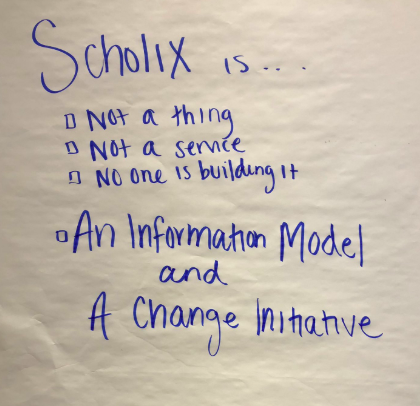 Scholix is...
□ Not a thing
□ Not a service
□ No one is building it
□ An Information Model
and
A Change Initiative